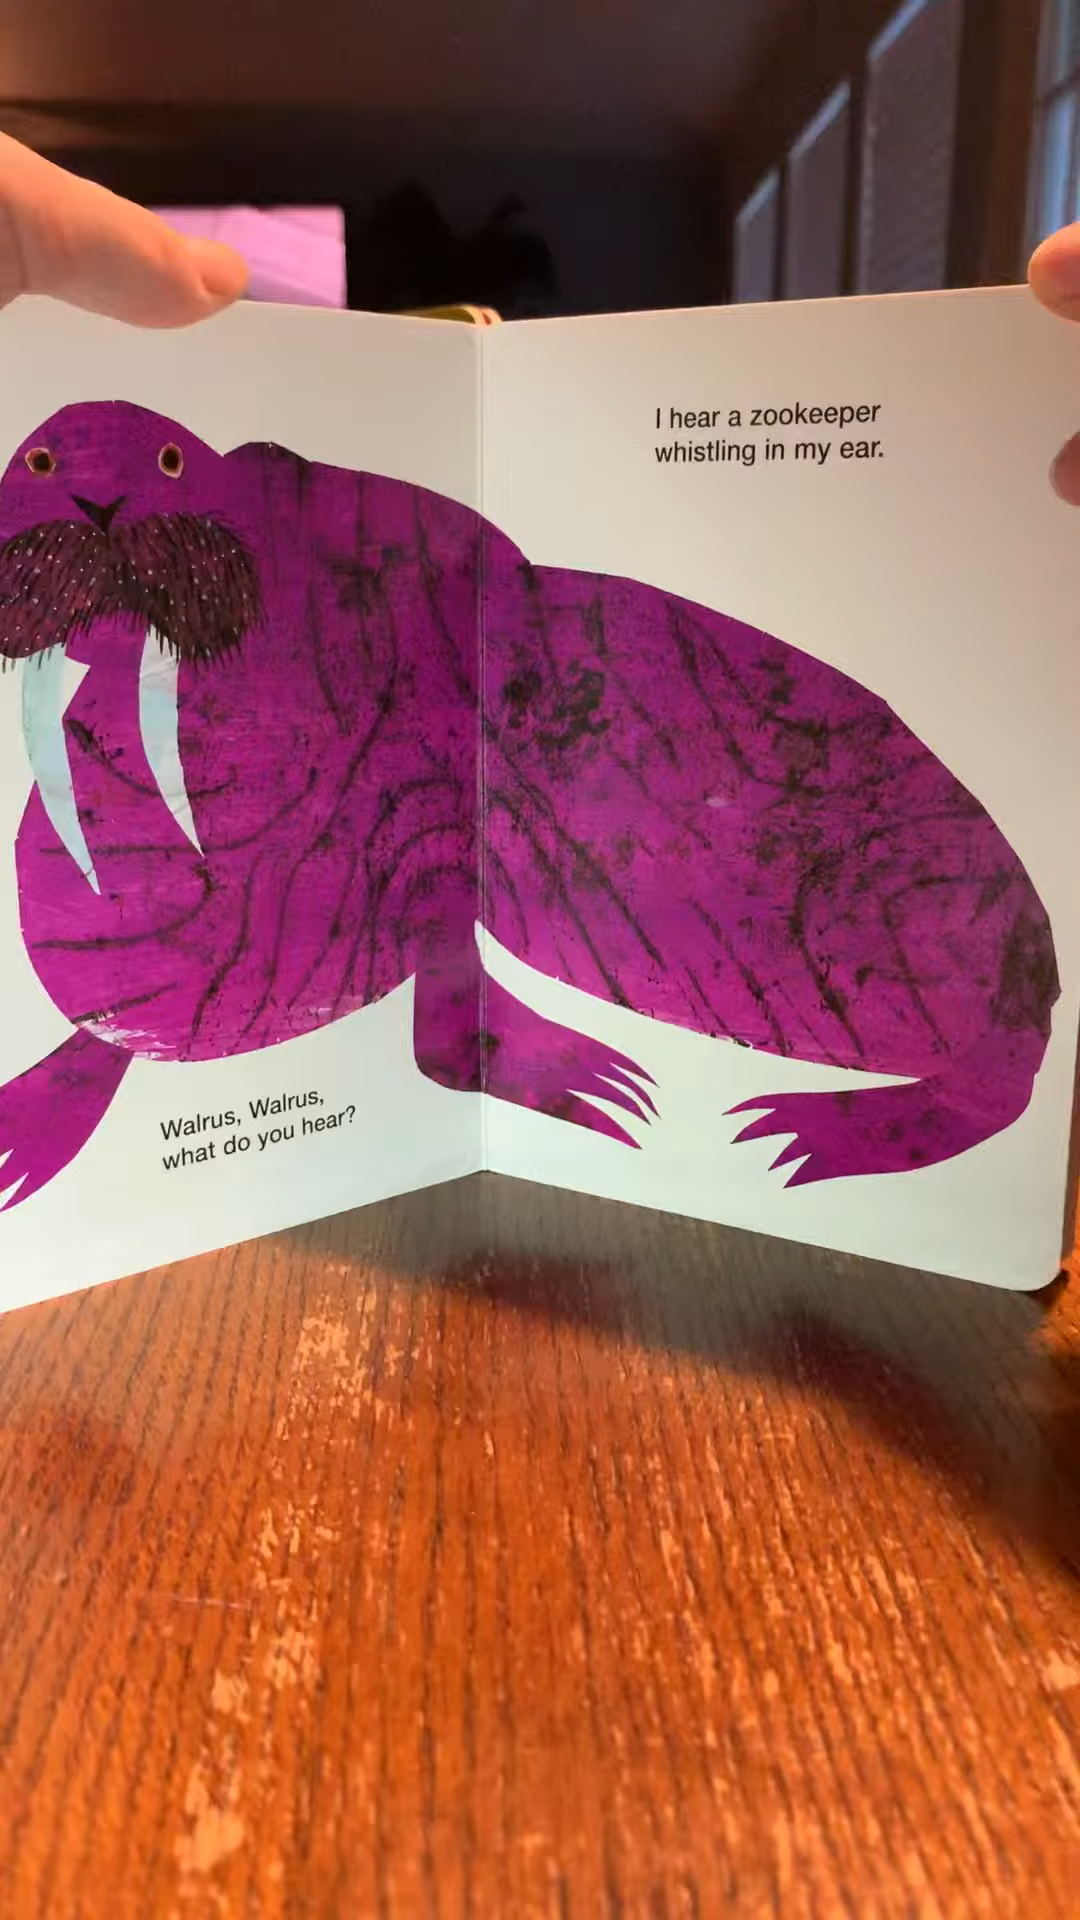 Walrus, Walrus,
what do you hear?
I hear a zookeeper
whistling in my ear.